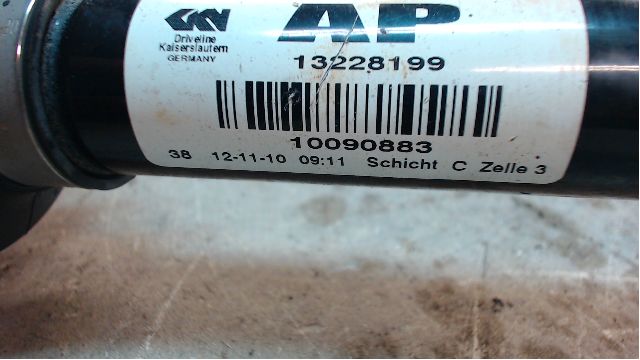 GKN AP
Driveline
Kaiserslautern
GERMANY
13228199
10090883
38 12-11-10 09:11 Schicht C Zelle 3